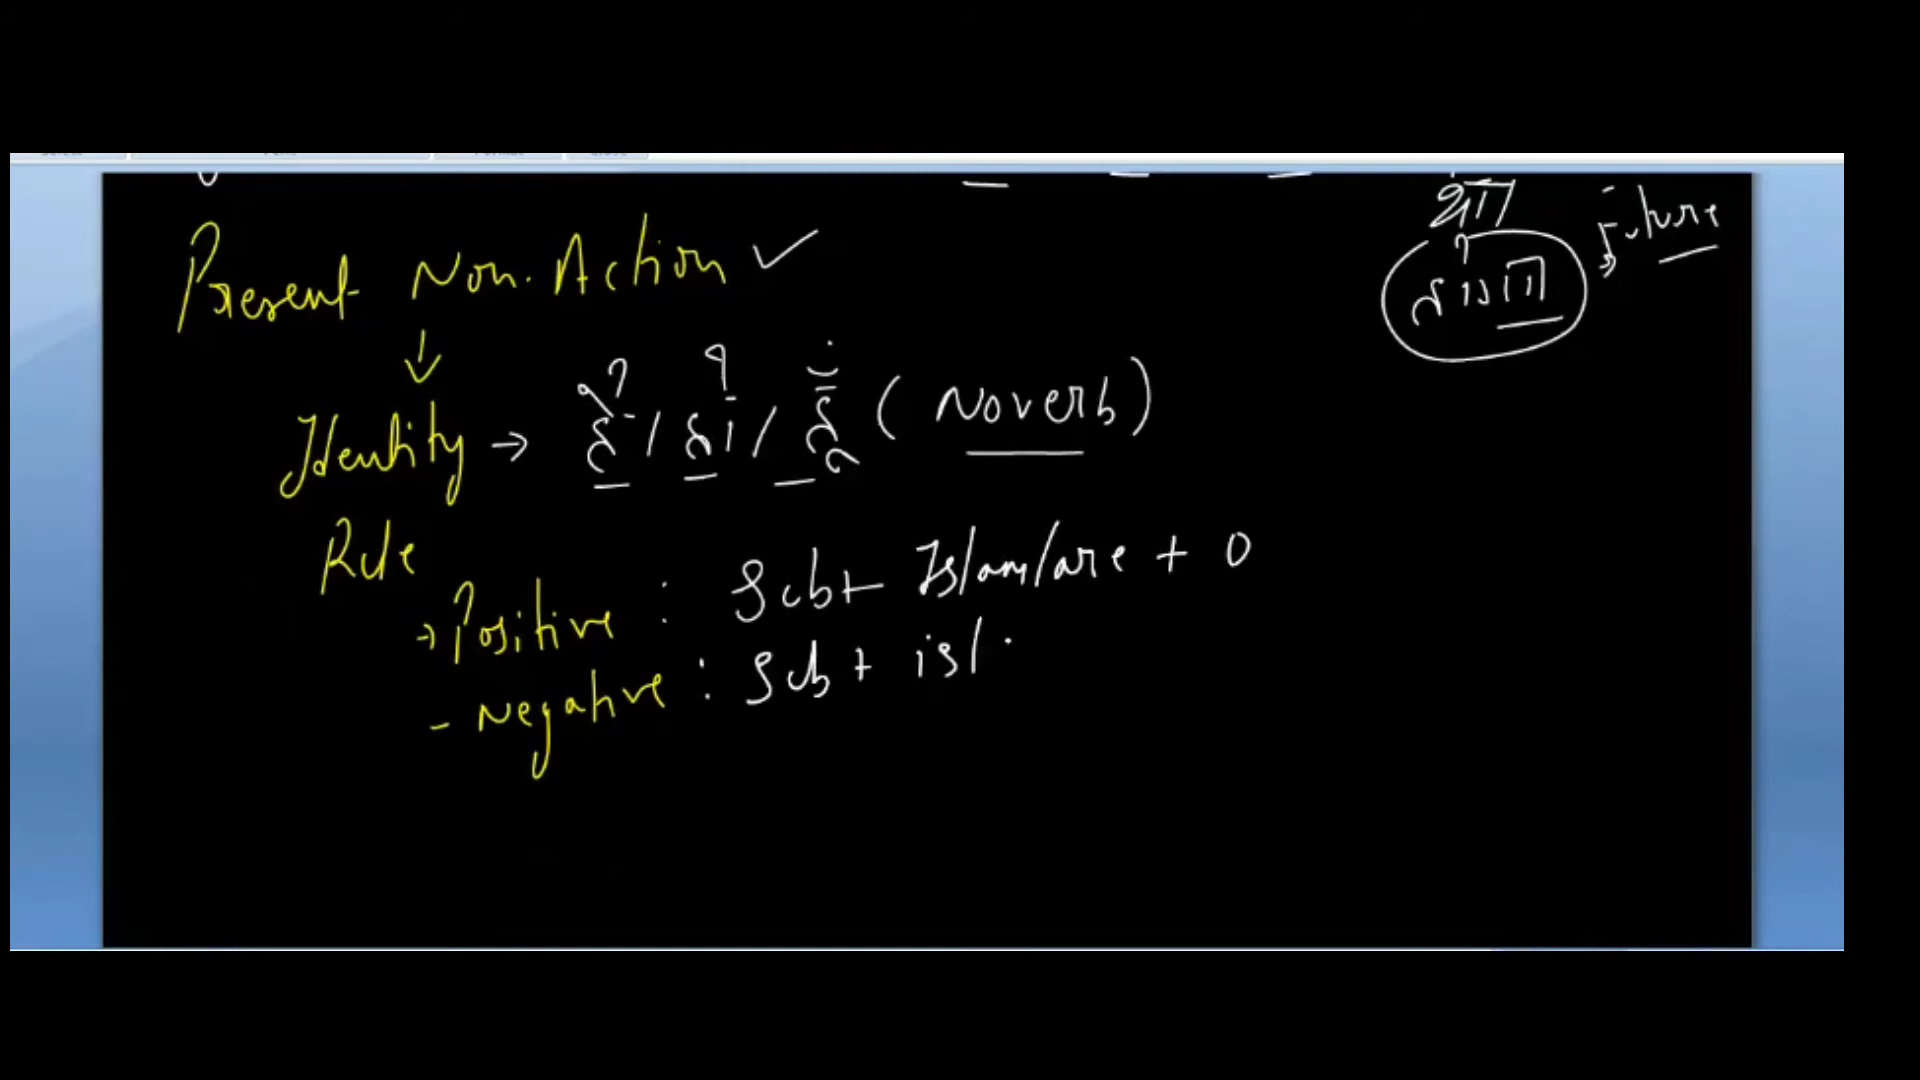 था
Present Non-Action ✓
होगा → future
↓
Identity → है / हो / हूँ ( No verb )
Rule
→ Positive : Sub + Is/am/are + O
- Negative : Sub + is/